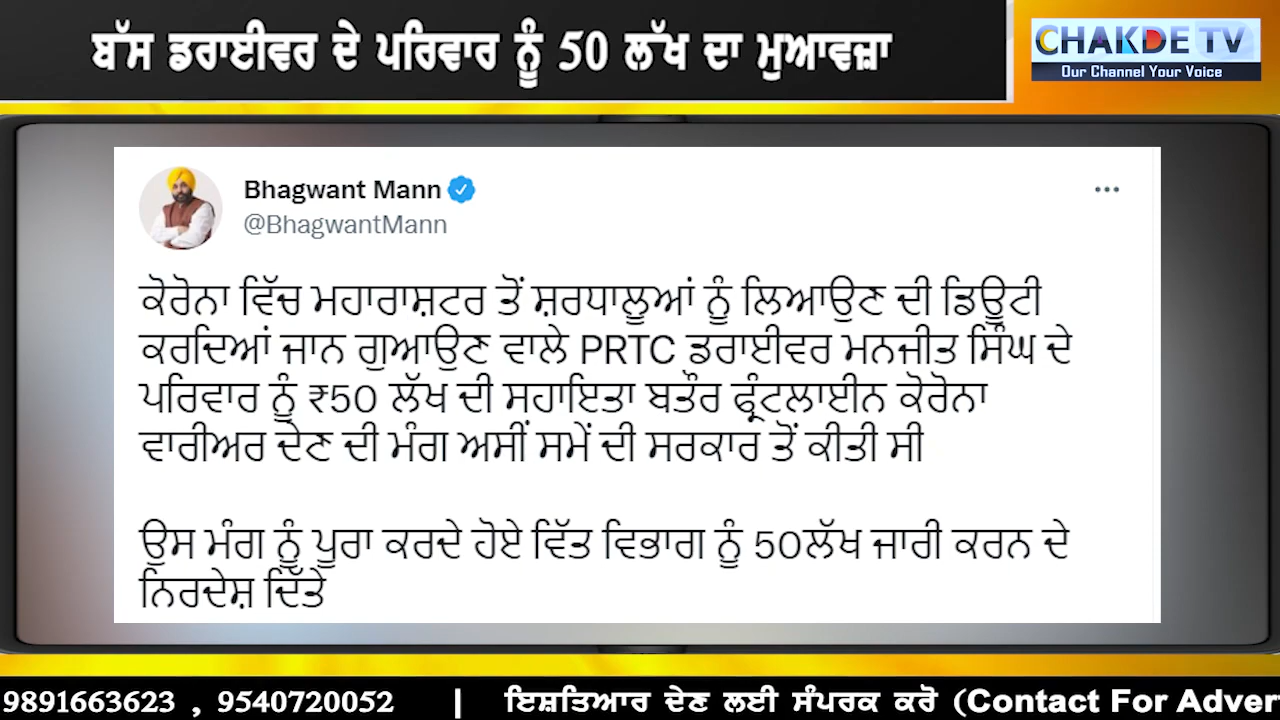 ਬੱਸ ਡਰਾਈਵਰ ਦੇ ਪਰਿਵਾਰ ਨੂੰ 50 ਲੱਖ ਦਾ ਮੁਆਵਜ਼ਾ
CHAKDE TV
Our Channel Your Voice
Bhagwant Mann
@BhagwantMann
ਕੋਰੋਨਾ ਵਿੱਚ ਮਹਾਰਾਸ਼ਟਰ ਤੋਂ ਸ਼ਰਧਾਲੂਆਂ ਨੂੰ ਲਿਆਉਣ ਦੀ ਡਿਊਟੀ
ਕਰਦਿਆਂ ਜਾਨ ਗੁਆਉਣ ਵਾਲੇ PRTC ਡਰਾਈਵਰ ਮਨਜੀਤ ਸਿੰਘ ਦੇ
ਪਰਿਵਾਰ ਨੂੰ ₹50 ਲੱਖ ਦੀ ਸਹਾਇਤਾ ਬਤੌਰ ਫ੍ਰੰਟਲਾਈਨ ਕੋਰੋਨਾ
ਵਾਰੀਅਰ ਦੇਣ ਦੀ ਮੰਗ ਅਸੀਂ ਸਮੇਂ ਦੀ ਸਰਕਾਰ ਤੋਂ ਕੀਤੀ ਸੀ
ਉਸ ਮੰਗ ਨੂੰ ਪੂਰਾ ਕਰਦੇ ਹੋਏ ਵਿੱਤ ਵਿਭਾਗ ਨੂੰ 50ਲੱਖ ਜਾਰੀ ਕਰਨ ਦੇ
ਨਿਰਦੇਸ਼ ਦਿੱਤੇ
9891663623 , 9540720052 | ਇਸ਼ਤਿਆਰ ਦੇਣ ਲਈ ਸੰਪਰਕ ਕਰੋ (Contact For Adver